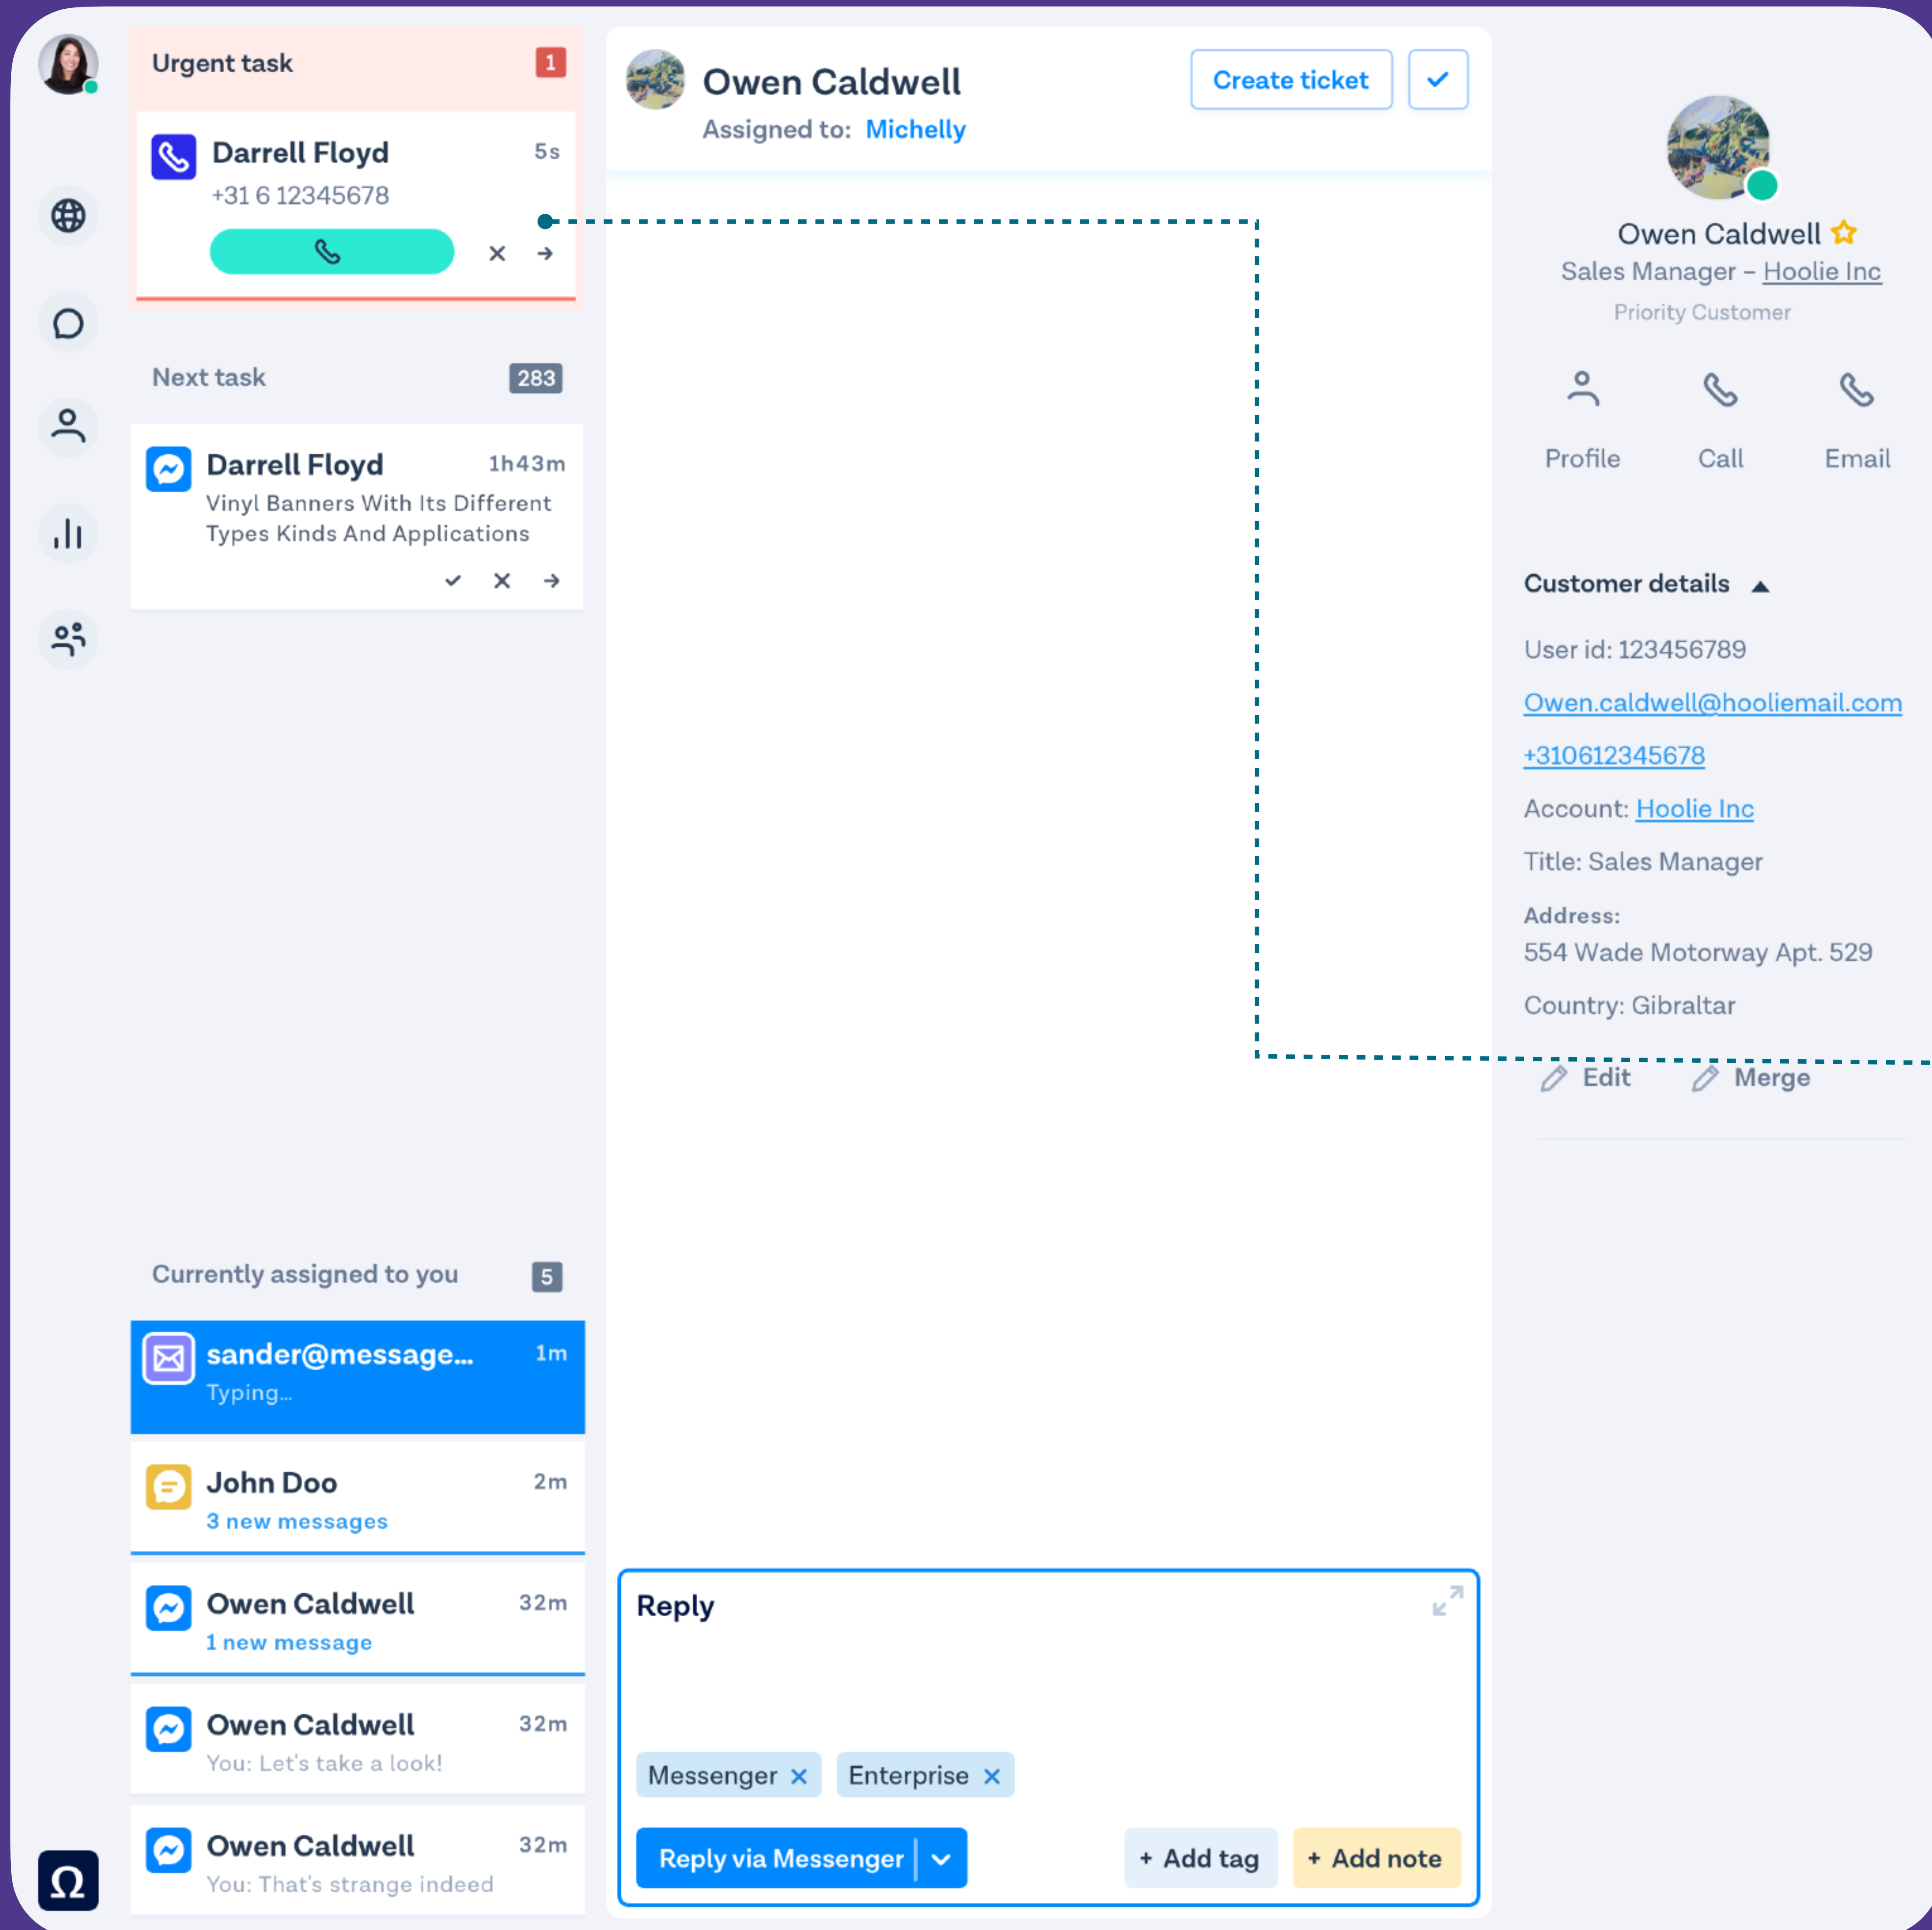 Urgent task 1
Darrell Floyd 5s
+31 6 12345678
Next task 283
Darrell Floyd 1h43m
Vinyl Banners With Its Different
Types Kinds And Applications
Currently assigned to you 5
sander@message... 1m
Typing...
John Doo 2m
3 new messages
Owen Caldwell 32m
1 new message
Owen Caldwell 32m
You: Let's take a look!
Owen Caldwell 32m
You: That's strange indeed
Ω
Owen Caldwell
Assigned to: Michelly
Create ticket
Reply
Messenger
Enterprise
Reply via Messenger
+ Add tag
+ Add note
Owen Caldwell
Sales Manager – Hoolie Inc
Priority Customer
Profile Call Email
Customer details
User id: 123456789
Owen.caldwell@hooliemail.com
+310612345678
Account: Hoolie Inc
Title: Sales Manager
Address:
554 Wade Motorway Apt. 529
Country: Gibraltar
Edit Merge